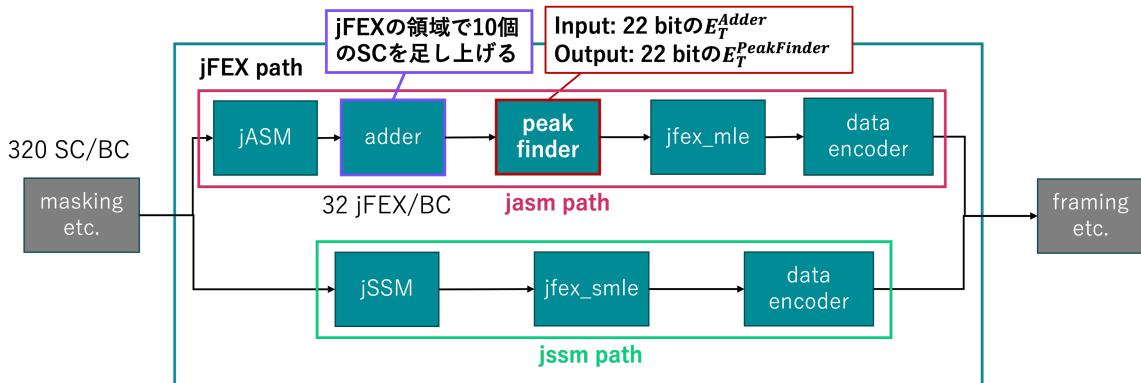 jFEXの領域で10個
のSCを足し上げる
Input: 22 bitのE_T^{Adder}
Output: 22 bitのE_T^{PeakFinder}
jFEX path
320 SC/BC
masking
etc.
jASM
adder
peak
finder
jfex_mle
data
encoder
32 jFEX/BC
jasm path
framing
etc.
jSSM
jfex_smle
data
encoder
jssm path